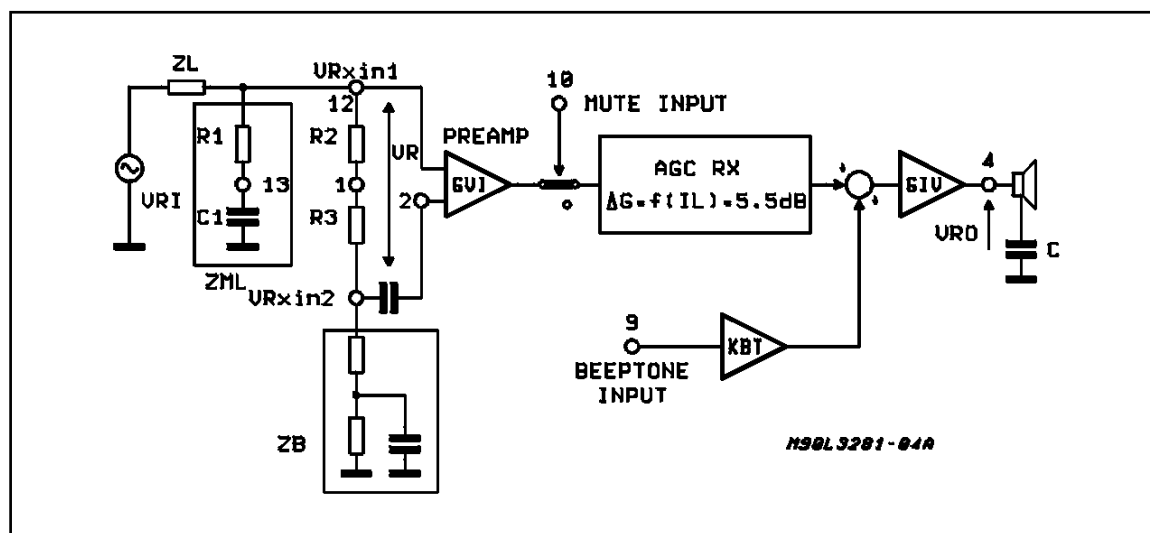 ZL
VRxin1
12
R1
13
C1
VRI
ZML
R2
1
R3
VR
2
VRxin2
ZB
PREAMP
GVI
10
MUTE INPUT
AGC RX
ΔG=f(IL)=5.5dB
GIV
4
VRO
C
9
BEEPTONE
INPUT
KBT
M90L3281-04A